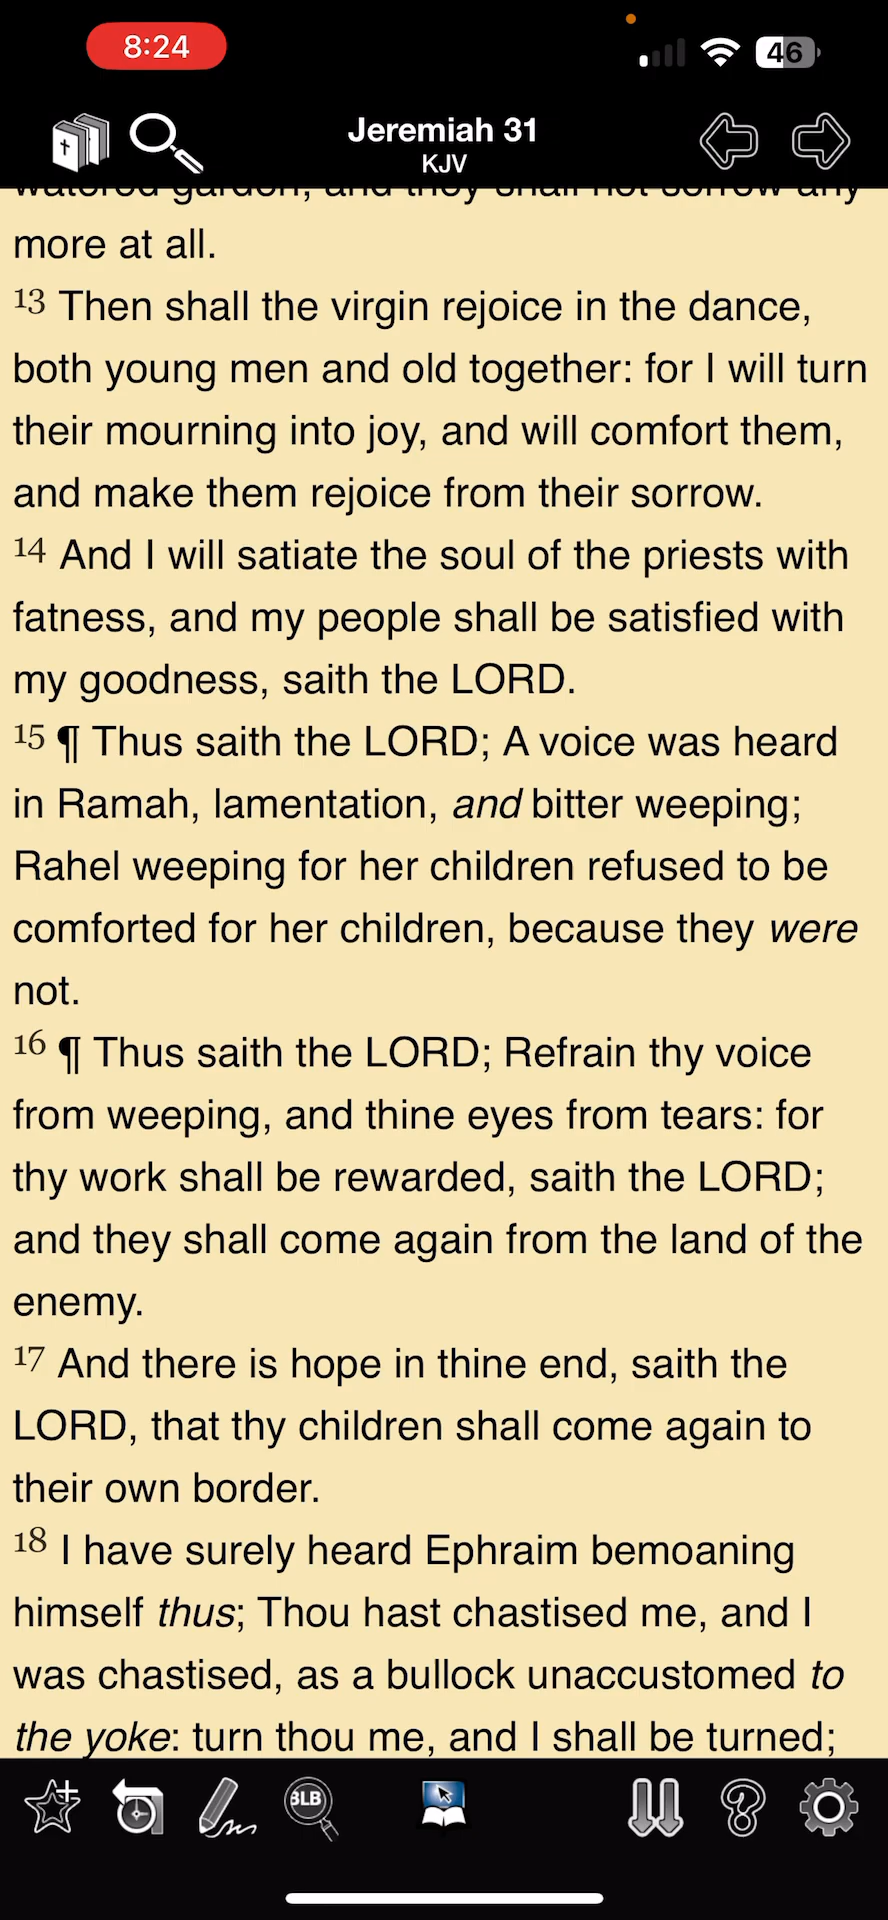 8:24
46
Jeremiah 31
KJV
watered garden; and they shall not sorrow any
more at all.
13 Then shall the virgin rejoice in the dance,
both young men and old together: for I will turn
their mourning into joy, and will comfort them,
and make them rejoice from their sorrow.
14 And I will satiate the soul of the priests with
fatness, and my people shall be satisfied with
my goodness, saith the LORD.
15 ¶ Thus saith the LORD; A voice was heard
in Ramah, lamentation, and bitter weeping;
Rahel weeping for her children refused to be
comforted for her children, because they were
not.
16 ¶ Thus saith the LORD; Refrain thy voice
from weeping, and thine eyes from tears: for
thy work shall be rewarded, saith the LORD;
and they shall come again from the land of the
enemy.
17 And there is hope in thine end, saith the
LORD, that thy children shall come again to
their own border.
18 I have surely heard Ephraim bemoaning
himself thus; Thou hast chastised me, and I
was chastised, as a bullock unaccustomed to
the yoke: turn thou me, and I shall be turned;
BLB